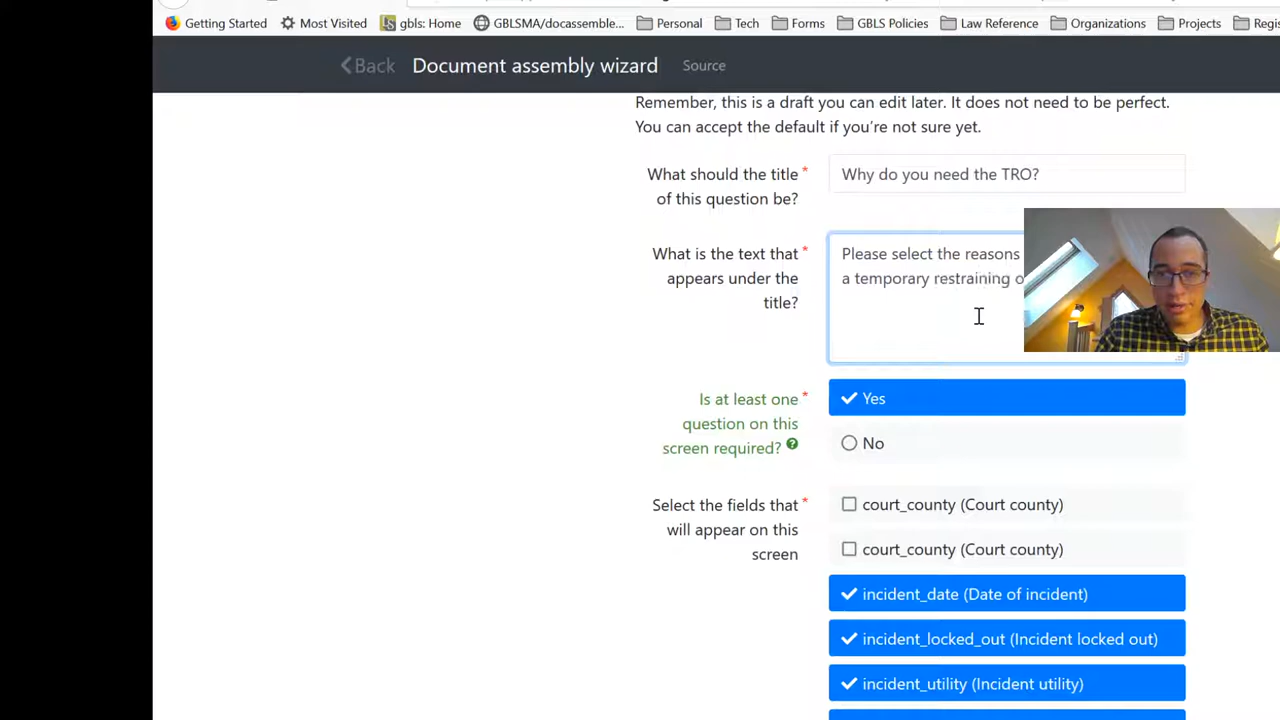 Getting Started Most Visited gbls: Home GBLSMA/docassemble... Personal Tech Forms GBLS Policies Law Reference Organizations Projects
Back Document assembly wizard Source
Remember, this is a draft you can edit later. It does not need to be perfect.
You can accept the default if you're not sure yet.
What should the title * Why do you need the TRO?
of this question be?
What is the text that * Please select the reasons
appears under the a temporary restraining
title?
Is at least one * Yes
question on this
screen required? ? No
Select the fields that * court_county (Court county)
will appear on this
screen court_county (Court county)
incident_date (Date of incident)
incident_locked_out (Incident locked out)
incident_utility (Incident utility)